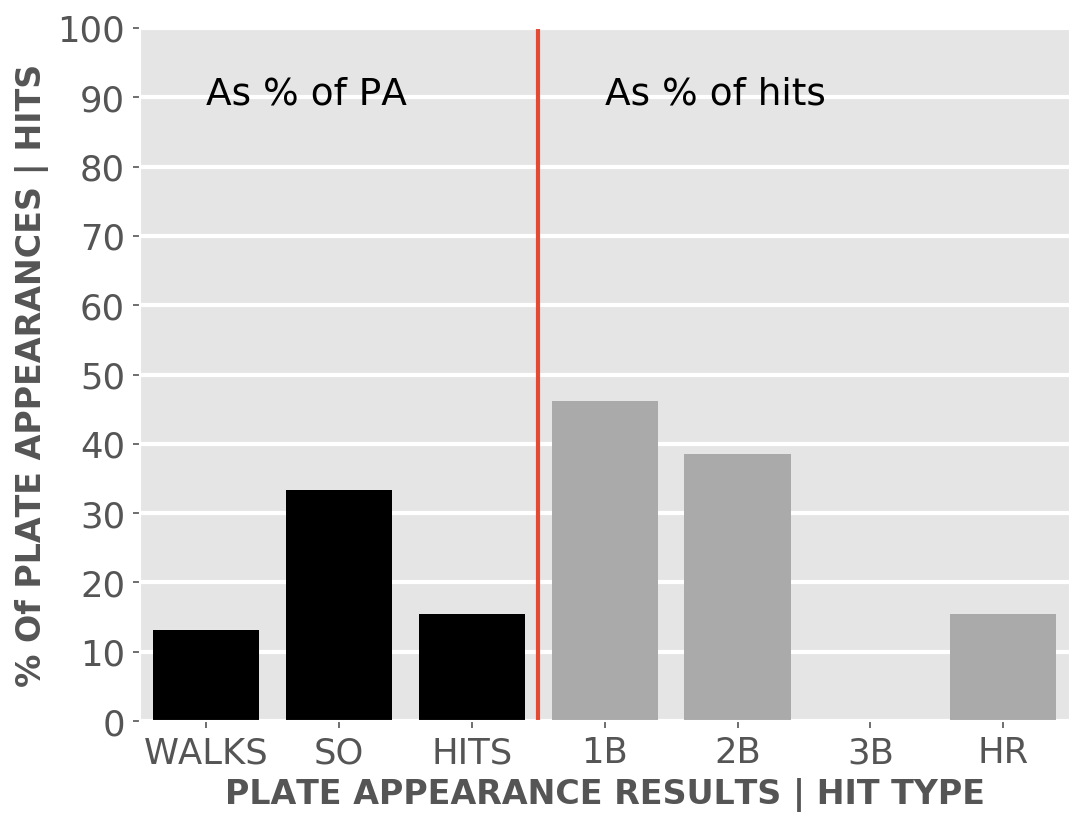 % Of PLATE APPEARANCES | HITS
100
90
80
70
60
50
40
30
20
10
0
As % of PA
As % of hits
WALKS SO HITS 1B 2B 3B HR
PLATE APPEARANCE RESULTS | HIT TYPE